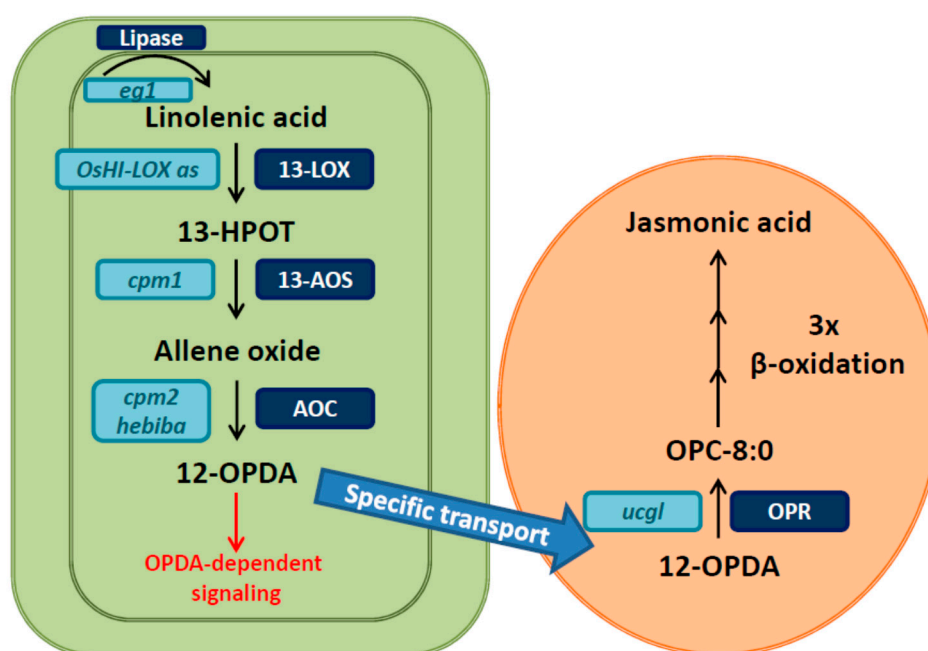 Lipase
eg1
Linolenic acid
OsHI-LOX as
13-LOX
13-HPOT
cpm1
13-AOS
Allene oxide
cpm2
hebiba
AOC
12-OPDA
OPDA-dependent
signaling
Specific transport
Jasmonic acid
3x
β-oxidation
OPC-8:0
ucgl
OPR
12-OPDA